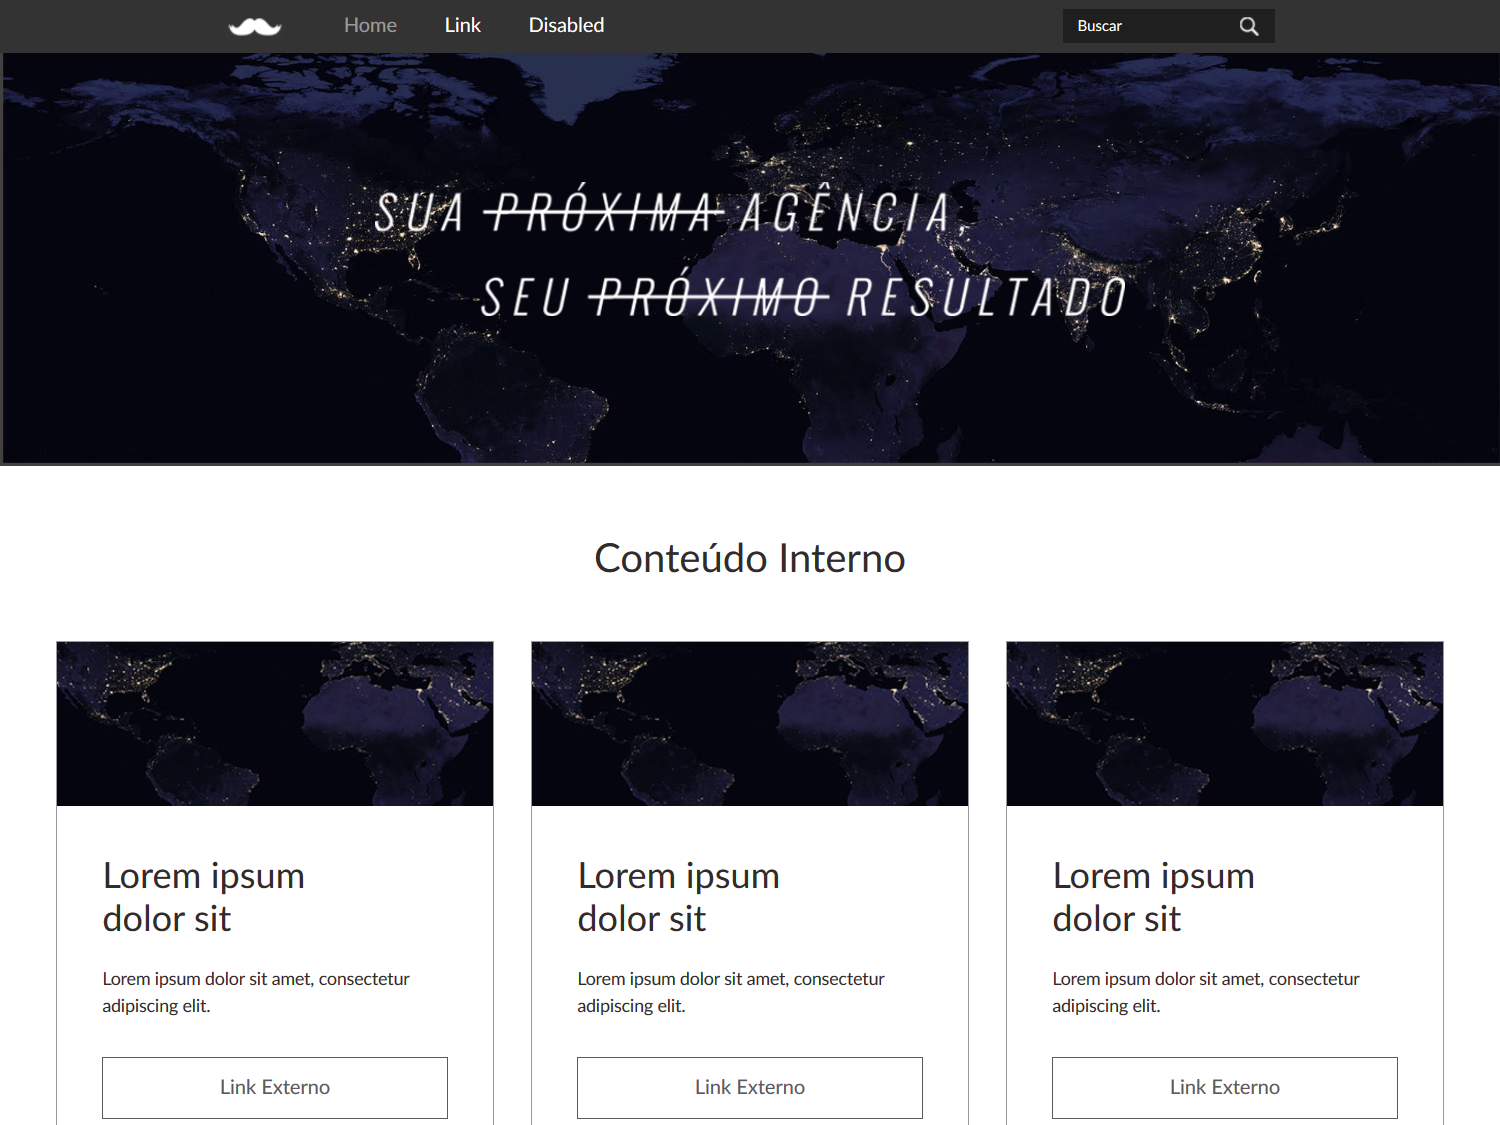 Home Link Disabled Buscar
SUA PRÓXIMA AGÊNCIA,
SEU PRÓXIMO RESULTADO
Conteúdo Interno
Lorem ipsum
dolor sit
Lorem ipsum dolor sit amet, consectetur
adipiscing elit.
Link Externo
Lorem ipsum
dolor sit
Lorem ipsum dolor sit amet, consectetur
adipiscing elit.
Link Externo
Lorem ipsum
dolor sit
Lorem ipsum dolor sit amet, consectetur
adipiscing elit.
Link Externo